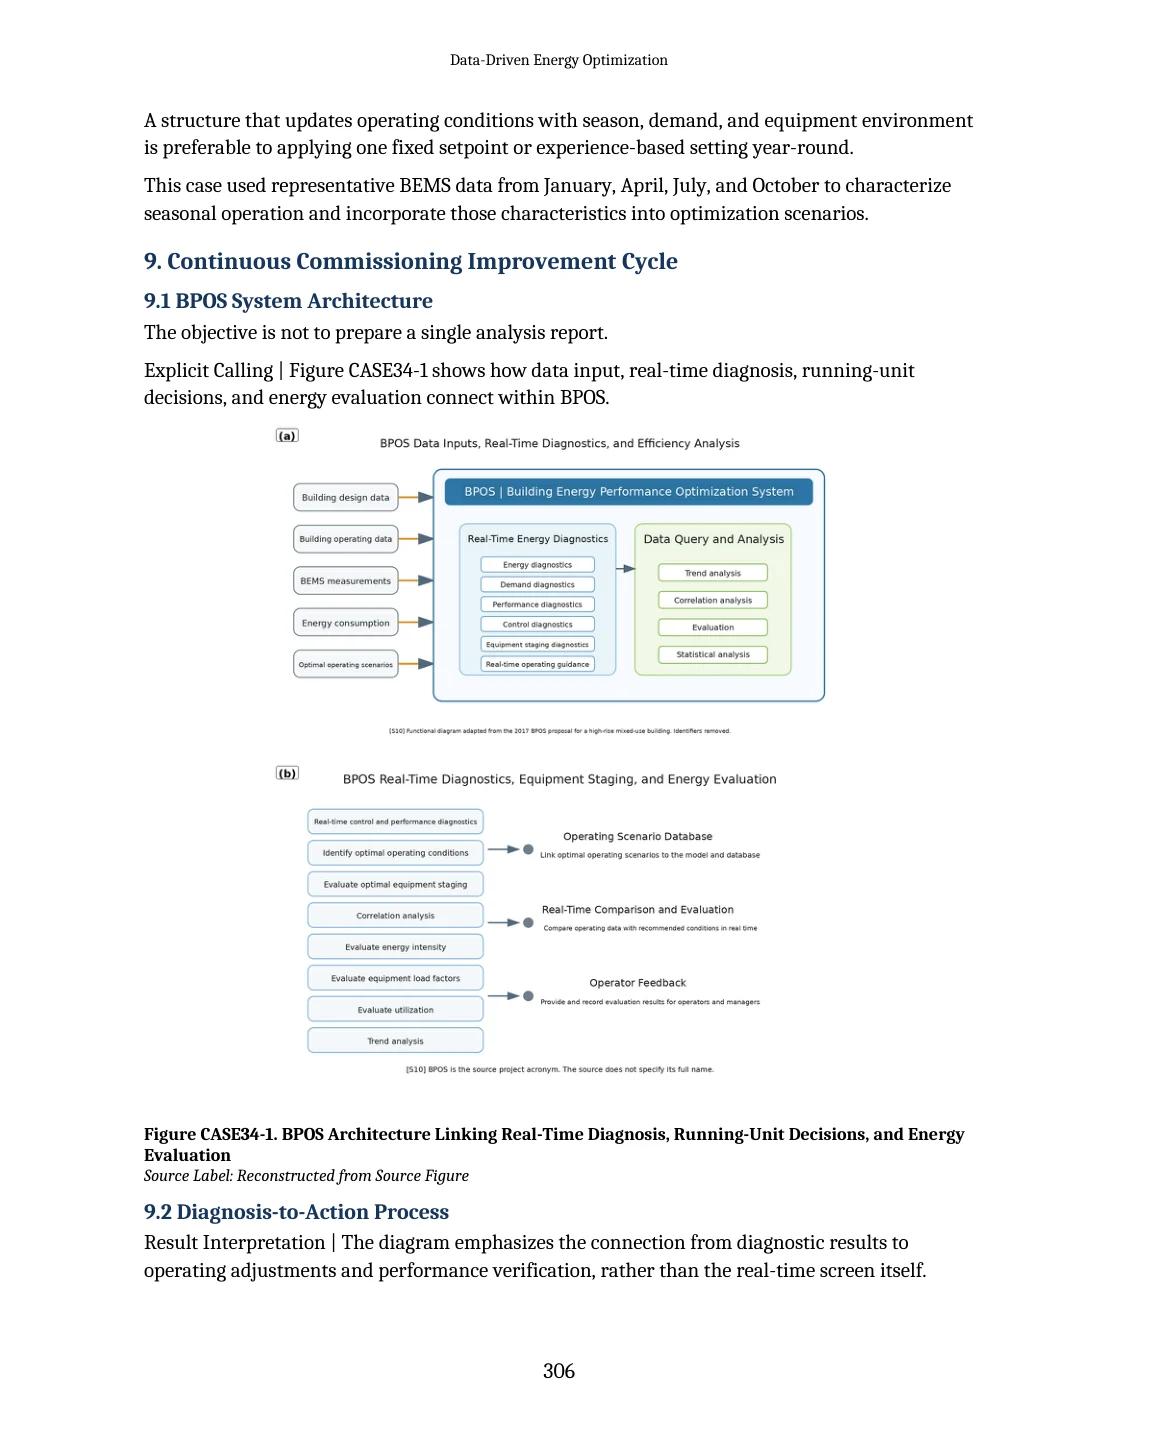 Data-Driven Energy Optimization
A structure that updates operating conditions with season, demand, and equipment environment
is preferable to applying one fixed setpoint or experience-based setting year-round.
This case used representative BEMS data from January, April, July, and October to characterize
seasonal operation and incorporate those characteristics into optimization scenarios.
9. Continuous Commissioning Improvement Cycle
9.1 BPOS System Architecture
The objective is not to prepare a single analysis report.
Explicit Calling | Figure CASE34-1 shows how data input, real-time diagnosis, running-unit
decisions, and energy evaluation connect within BPOS.
(a)
BPOS Data Inputs, Real-Time Diagnostics, and Efficiency Analysis
Building design data
Building operating data
BEMS measurements
Energy consumption
Optimal operating scenarios
BPOS | Building Energy Performance Optimization System
Real-Time Energy Diagnostics
Energy diagnostics
Demand diagnostics
Performance diagnostics
Control diagnostics
Equipment staging diagnostics
Real-time operating guidance
Data Query and Analysis
Trend analysis
Correlation analysis
Evaluation
Statistical analysis
[S10] Functional diagram adapted from the 2017 BPOS proposal for a high-rise mixed-use building. Identifiers removed.
(b)
BPOS Real-Time Diagnostics, Equipment Staging, and Energy Evaluation
Real-time control and performance diagnostics
Identify optimal operating conditions
Evaluate optimal equipment staging
Correlation analysis
Evaluate energy intensity
Evaluate equipment load factors
Evaluate utilization
Trend analysis
Operating Scenario Database
Link optimal operating scenarios to the model and database
Real-Time Comparison and Evaluation
Compare operating data with recommended conditions in real time
Operator Feedback
Provide and record evaluation results for operators and managers
[S10] BPOS is the source project acronym. The source does not specify its full name.
Figure CASE34-1. BPOS Architecture Linking Real-Time Diagnosis, Running-Unit Decisions, and Energy
Evaluation
Source Label: Reconstructed from Source Figure
9.2 Diagnosis-to-Action Process
Result Interpretation | The diagram emphasizes the connection from diagnostic results to
operating adjustments and performance verification, rather than the real-time screen itself.
306